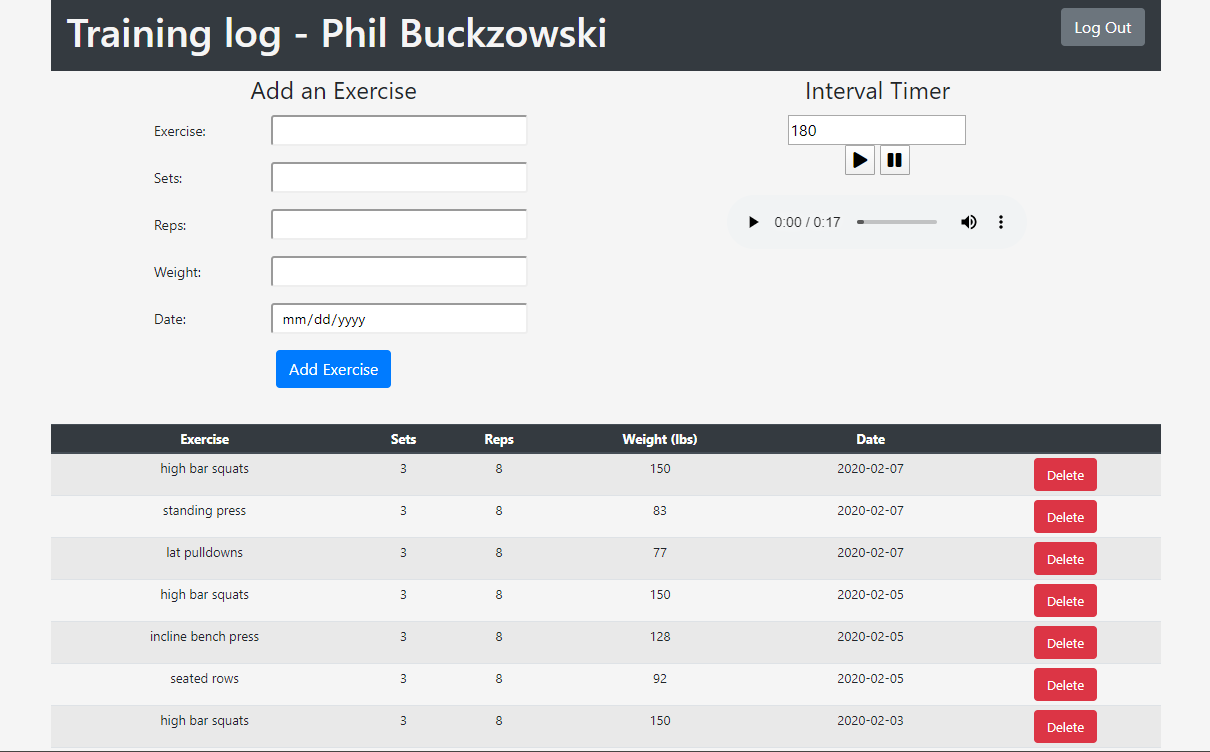 Training log - Phil Buckzowski
Log Out
Add an Exercise
Exercise:
Sets:
Reps:
Weight:
Date:
mm/dd/yyyy
Add Exercise
Interval Timer
180
0:00 / 0:17
Exercise Sets Reps Weight (lbs) Date
high bar squats 3 8 150 2020-02-07 Delete
standing press 3 8 83 2020-02-07 Delete
lat pulldowns 3 8 77 2020-02-07 Delete
high bar squats 3 8 150 2020-02-05 Delete
incline bench press 3 8 128 2020-02-05 Delete
seated rows 3 8 92 2020-02-05 Delete
high bar squats 3 8 150 2020-02-03 Delete